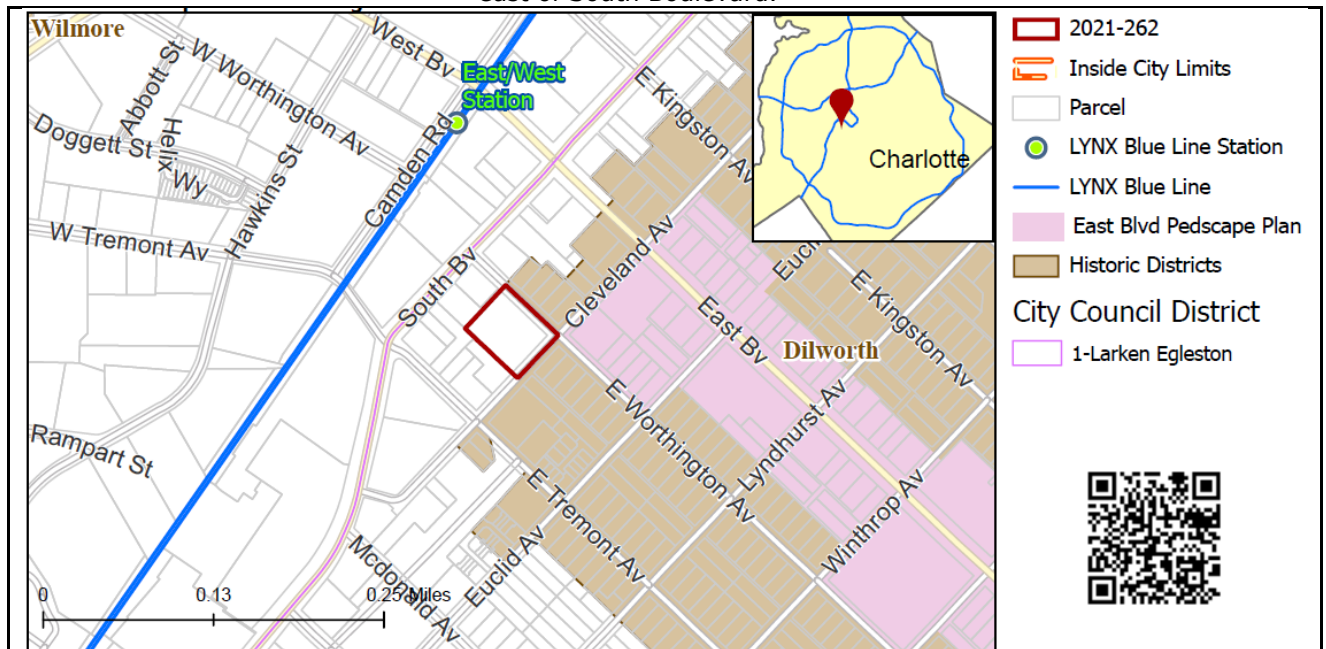 east of South Boulevard.
Wilmore
West Bv
W Worthington Av
Abbott St
East/West
Station
E Kingston Av
Doggett St
Helix
Wy
Hawkins St
Camden Rd
W Tremont Av
South Bv
Cleveland Av
E Kingston Av
East Bv
Dilworth
E Worthington Av
Lyndhurst Av
Rampart St
E Tremont Av
Winthrop Av
Euclid Av
Mcdonald Av
0
0.13
0.25 Miles
Charlotte
2021-262
Inside City Limits
Parcel
LYNX Blue Line Station
LYNX Blue Line
East Blvd Pedscape Plan
Historic Districts
City Council District
1-Larken Egleston